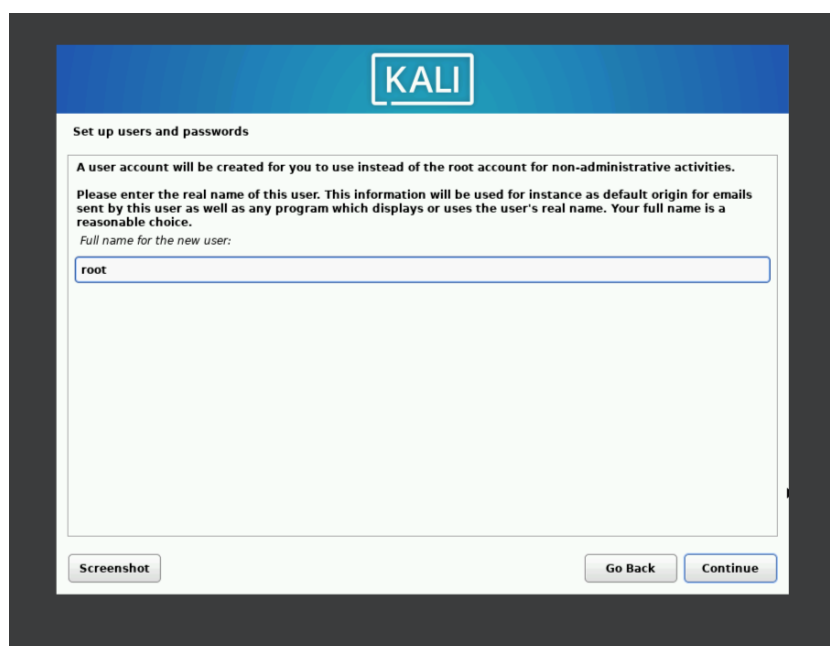 KALI
Set up users and passwords
A user account will be created for you to use instead of the root account for non-administrative activities.
Please enter the real name of this user. This information will be used for instance as default origin for emails
sent by this user as well as any program which displays or uses the user's real name. Your full name is a
reasonable choice.
Full name for the new user:
root
Screenshot
Go Back
Continue